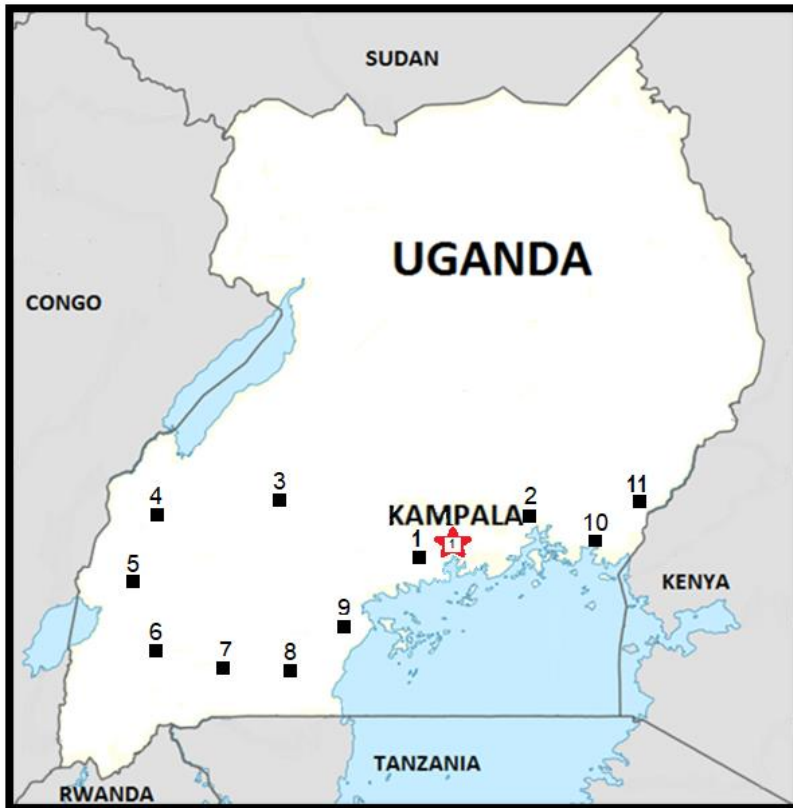 SUDAN
UGANDA
CONGO
3
4
KAMPALA
2
11
1
1
10
5
KENYA
9
6
7
8
TANZANIA
RWANDA